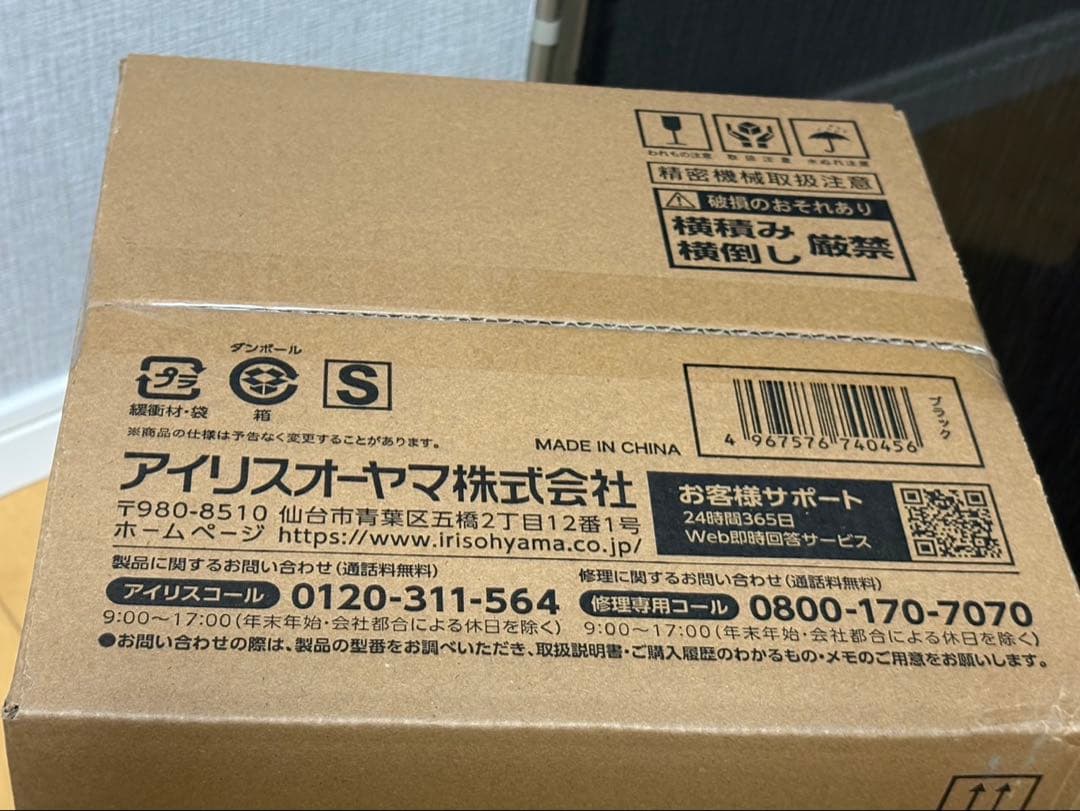 われもの注意 取扱注意 水ぬれ注意
精密機械取扱注意
破損のおそれあり
横積み
横倒し 厳禁
ダンボール
プラ
S
緩衝材・袋 箱
※商品の仕様は予告なく変更することがあります。
MADE IN CHINA
4 967576 740456
ブラック
アイリスオーヤマ株式会社
〒980-8510 仙台市青葉区五橋2丁目12番1号
ホームページ https://www.irisohyama.co.jp/
お客様サポート
24時間365日
Web即時回答サービス
製品に関するお問い合わせ(通話料無料)
アイリスコール 0120-311-564
9:00〜17:00(年末年始・会社都合による休日を除く)
修理に関するお問い合わせ(通話料無料)
修理専用コール 0800-170-7070
9:00〜17:00(年末年始・会社都合による休日を除く)
●お問い合わせの際は、製品の型番をお調べいただき、取扱説明書・ご購入履歴のわかるもの・メモのご用意をお願いします。